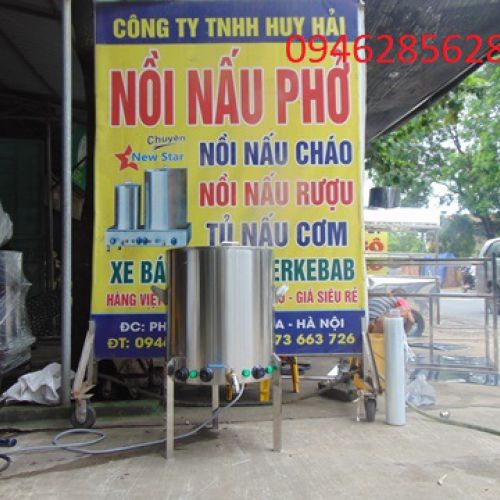 CÔNG TY TNHH HUY HẢI
0946285628
NỒI NẤU PHỞ
Chuyên
New Star
NỒI NẤU CHÁO
NỒI NẤU RƯỢU
TỦ NẤU CƠM
XE BÁ ERKEBAB
HÀNG VIỆ - GIÁ SIÊU RẺ
ĐC: PH A - HÀ NỘI
ĐT: 0946 73 663 726